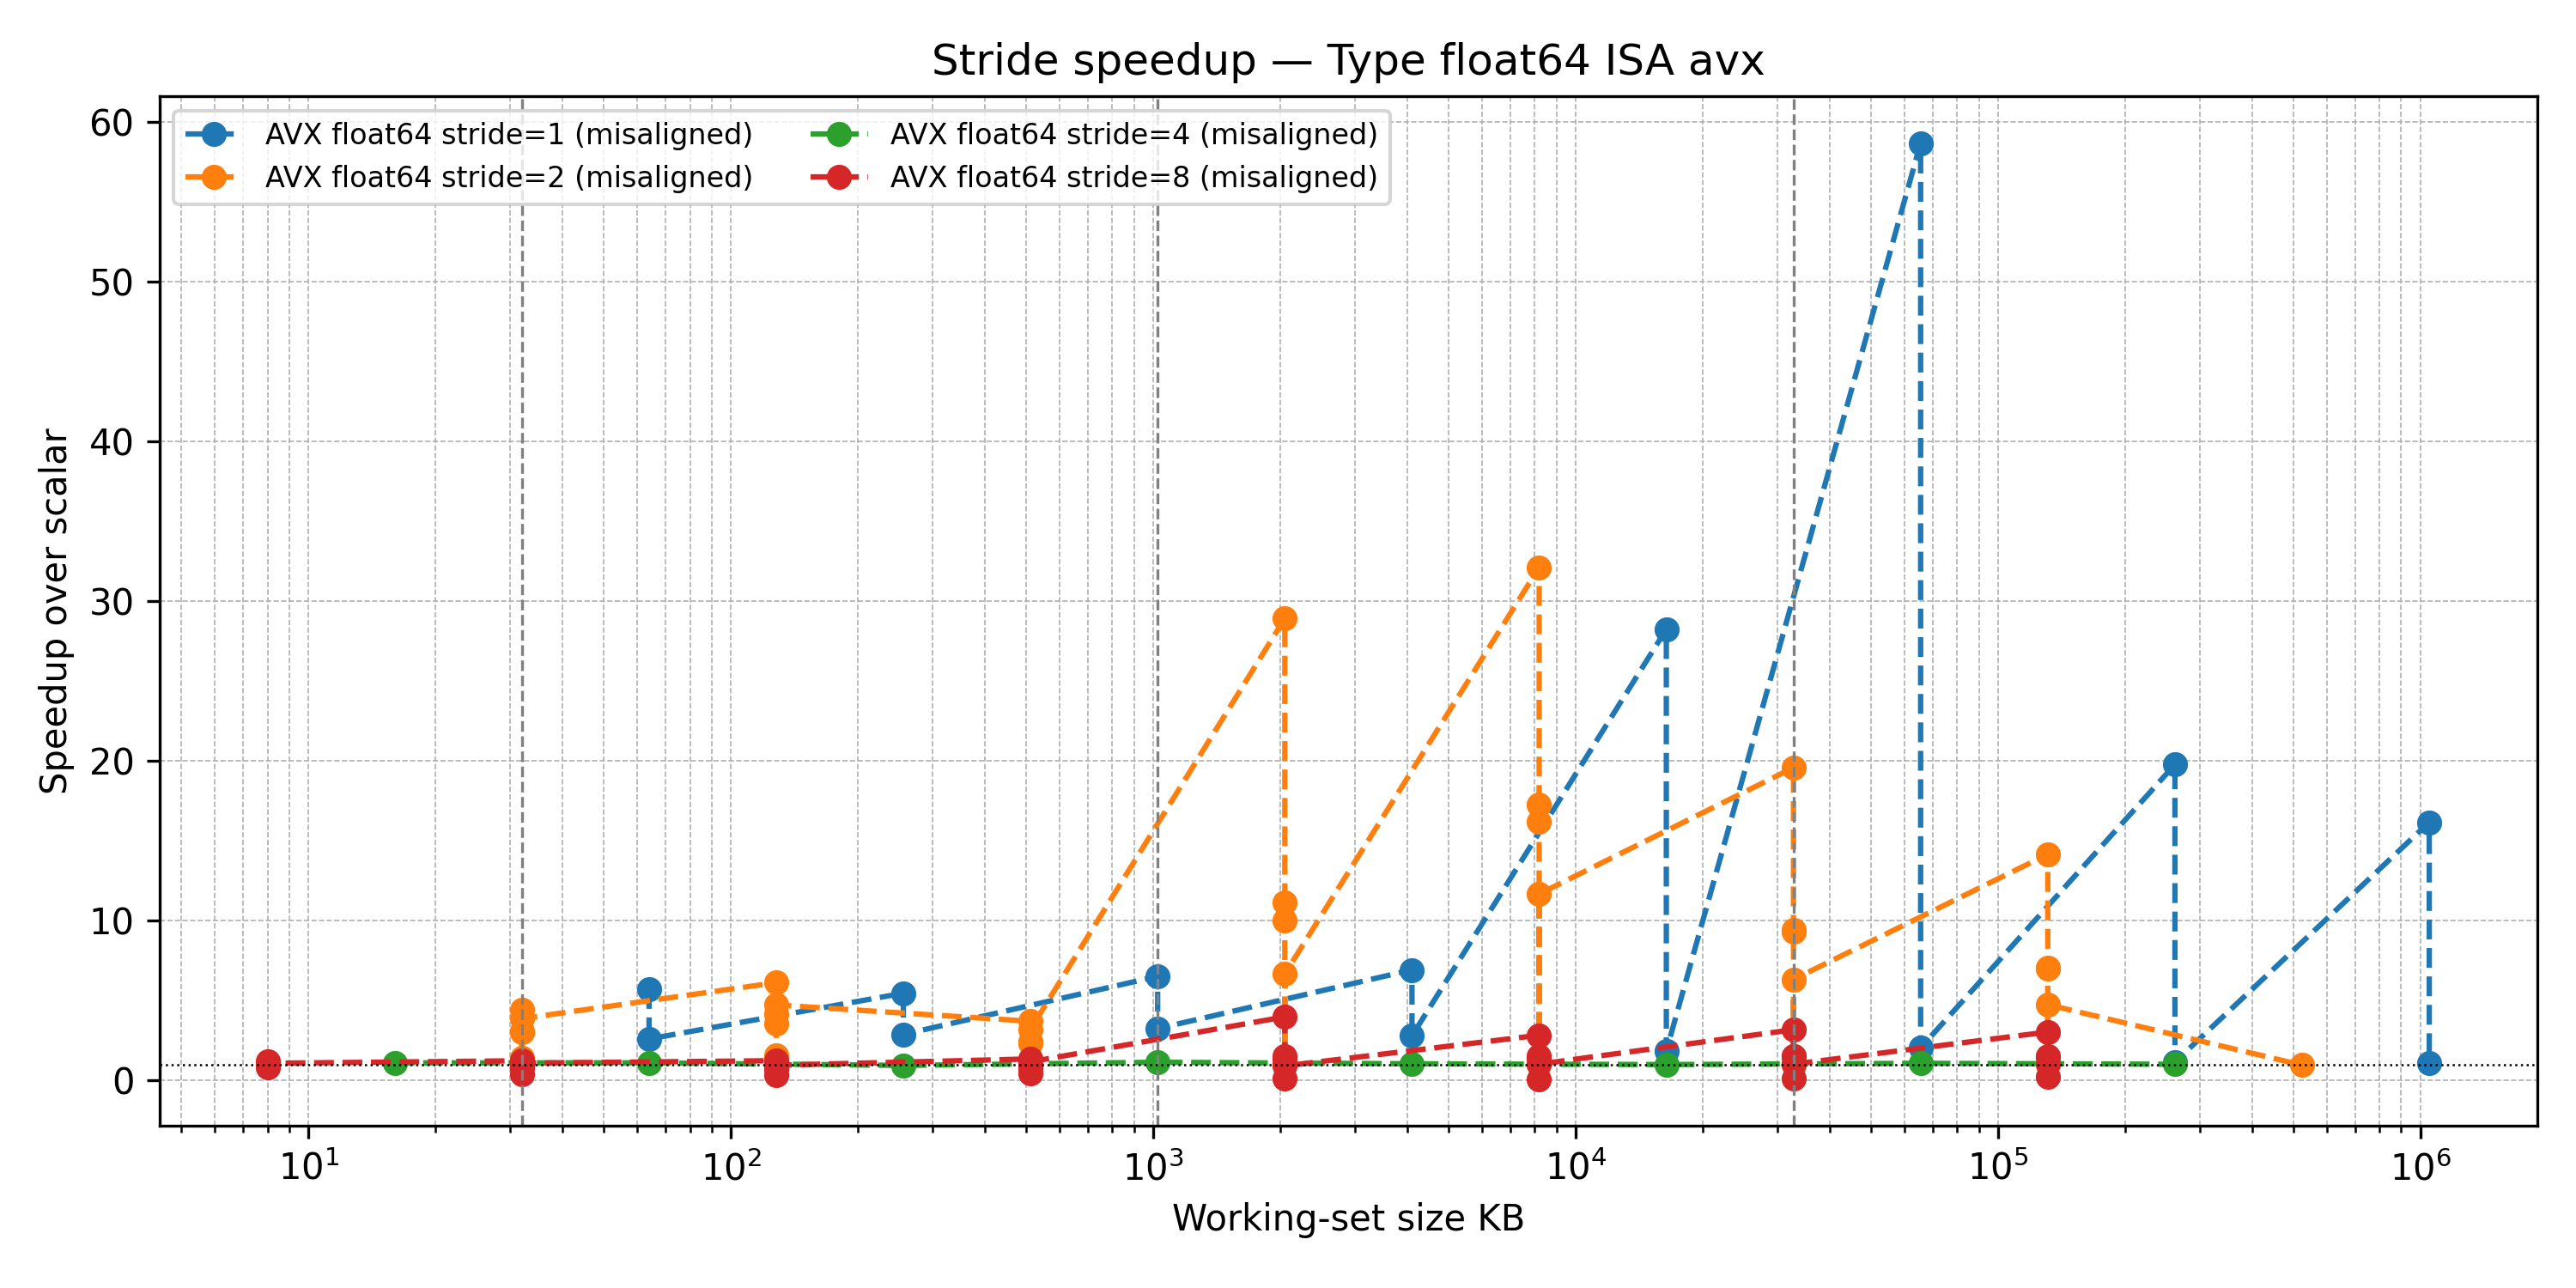 Stride speedup — Type float64 ISA avx
60
50
40
30
20
10
0
Speedup over scalar
AVX float64 stride=1 (misaligned)
AVX float64 stride=2 (misaligned)
AVX float64 stride=4 (misaligned)
AVX float64 stride=8 (misaligned)
10¹ 10² 10³ 10⁴ 10⁵ 10⁶
Working-set size KB